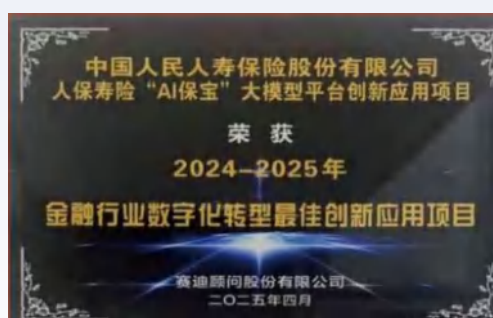 中国人民人寿保险股份有限公司
人保寿险“AI保宝”大模型平台创新应用项目
荣获
2024-2025年
金融行业数字化转型最佳创新应用项目
赛迪顾问股份有限公司
二〇二五年四月